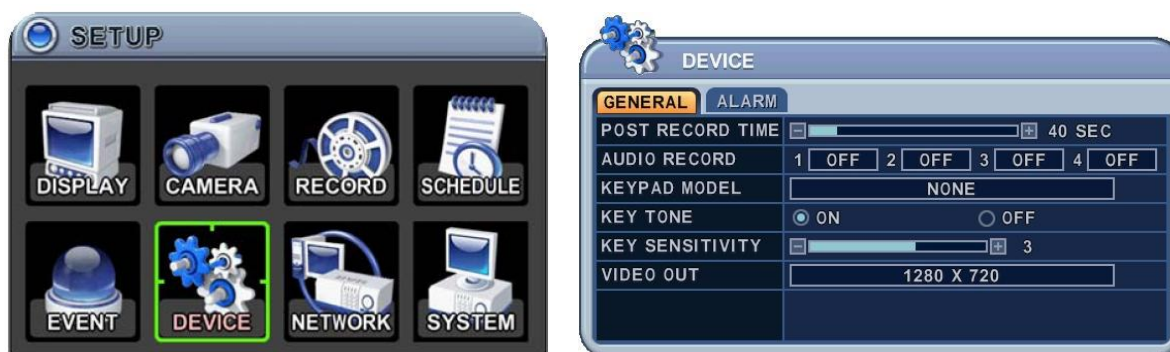 SETUP
DISPLAY CAMERA RECORD SCHEDULE
EVENT DEVICE NETWORK SYSTEM
DEVICE
GENERAL ALARM
POST RECORD TIME 40 SEC
AUDIO RECORD 1 OFF 2 OFF 3 OFF 4 OFF
KEYPAD MODEL NONE
KEY TONE ON OFF
KEY SENSITIVITY 3
VIDEO OUT 1280 X 720